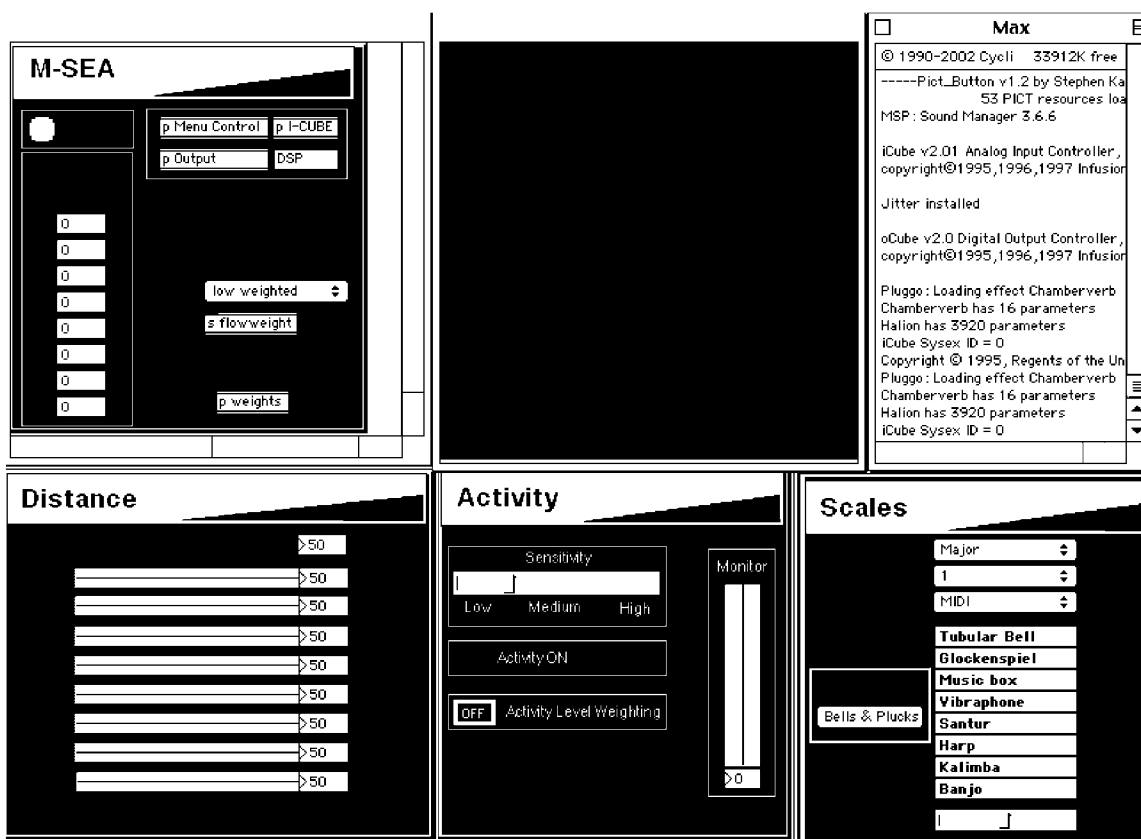 M-SEA
p Menu Control
p I-CUBE
p Output
DSP
0
0
0
0
0
0
0
0
low weighted
s flowweight
p weights
Max
© 1990-2002 Cycli 33912K free
-----Pict_Button v1.2 by Stephen Ka
53 PICT resources loa
MSP: Sound Manager 3.6.6
iCube v2.01 Analog Input Controller,
copyright©1995,1996,1997 Infusion
Jitter installed
oCube v2.0 Digital Output Controller,
copyright©1995,1996,1997 Infusion
Pluggo: Loading effect Chamberverb
Chamberverb has 16 parameters
Halion has 3920 parameters
iCube Sysex ID = 0
Copyright © 1995, Regents of the Un
Pluggo: Loading effect Chamberverb
Chamberverb has 16 parameters
Halion has 3920 parameters
iCube Sysex ID = 0
Distance
50
50
50
50
50
50
50
50
50
Activity
Sensitivity
Low Medium High
Activity ON
OFF Activity Level Weighting
Monitor
0
Scales
Major
1
MIDI
Bells & Plucks
Tubular Bell
Glockenspiel
Music box
Vibraphone
Santur
Harp
Kalimba
Banjo